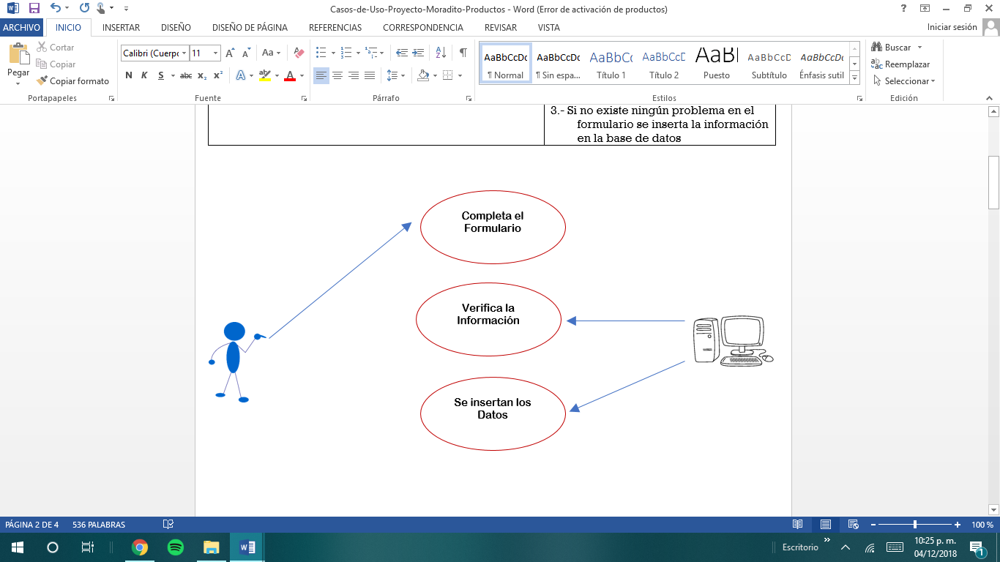 Casos-de-Uso-Proyecto-Moradito-Productos - Word (Error de activación de productos)
ARCHIVO INICIO INSERTAR DISEÑO DISEÑO DE PÁGINA REFERENCIAS CORRESPONDENCIA REVISAR VISTA Iniciar sesión
Pegar
Cortar
Copiar
Copiar formato
Portapapeles
Calibri (Cuerpo 11
Aa
N K S abc x₂ x²
A A
Fuente
Párrafo
AaBbCcDc AaBbCcDc AaBbCc AaBbCcD AaB AaBbCcD AaBbCcDc
¶ Normal ¶ Sin espa... Título 1 Título 2 Puesto Subtítulo Énfasis sutil
Estilos
Buscar
Reemplazar
Seleccionar
Edición
3.- Si no existe ningún problema en el
formulario se inserta la información
en la base de datos
Completa el
Formulario
Verifica la
Información
Se insertan los
Datos
PÁGINA 2 DE 4 536 PALABRAS 100 %
Escritorio
10:25 p. m.
04/12/2018
1